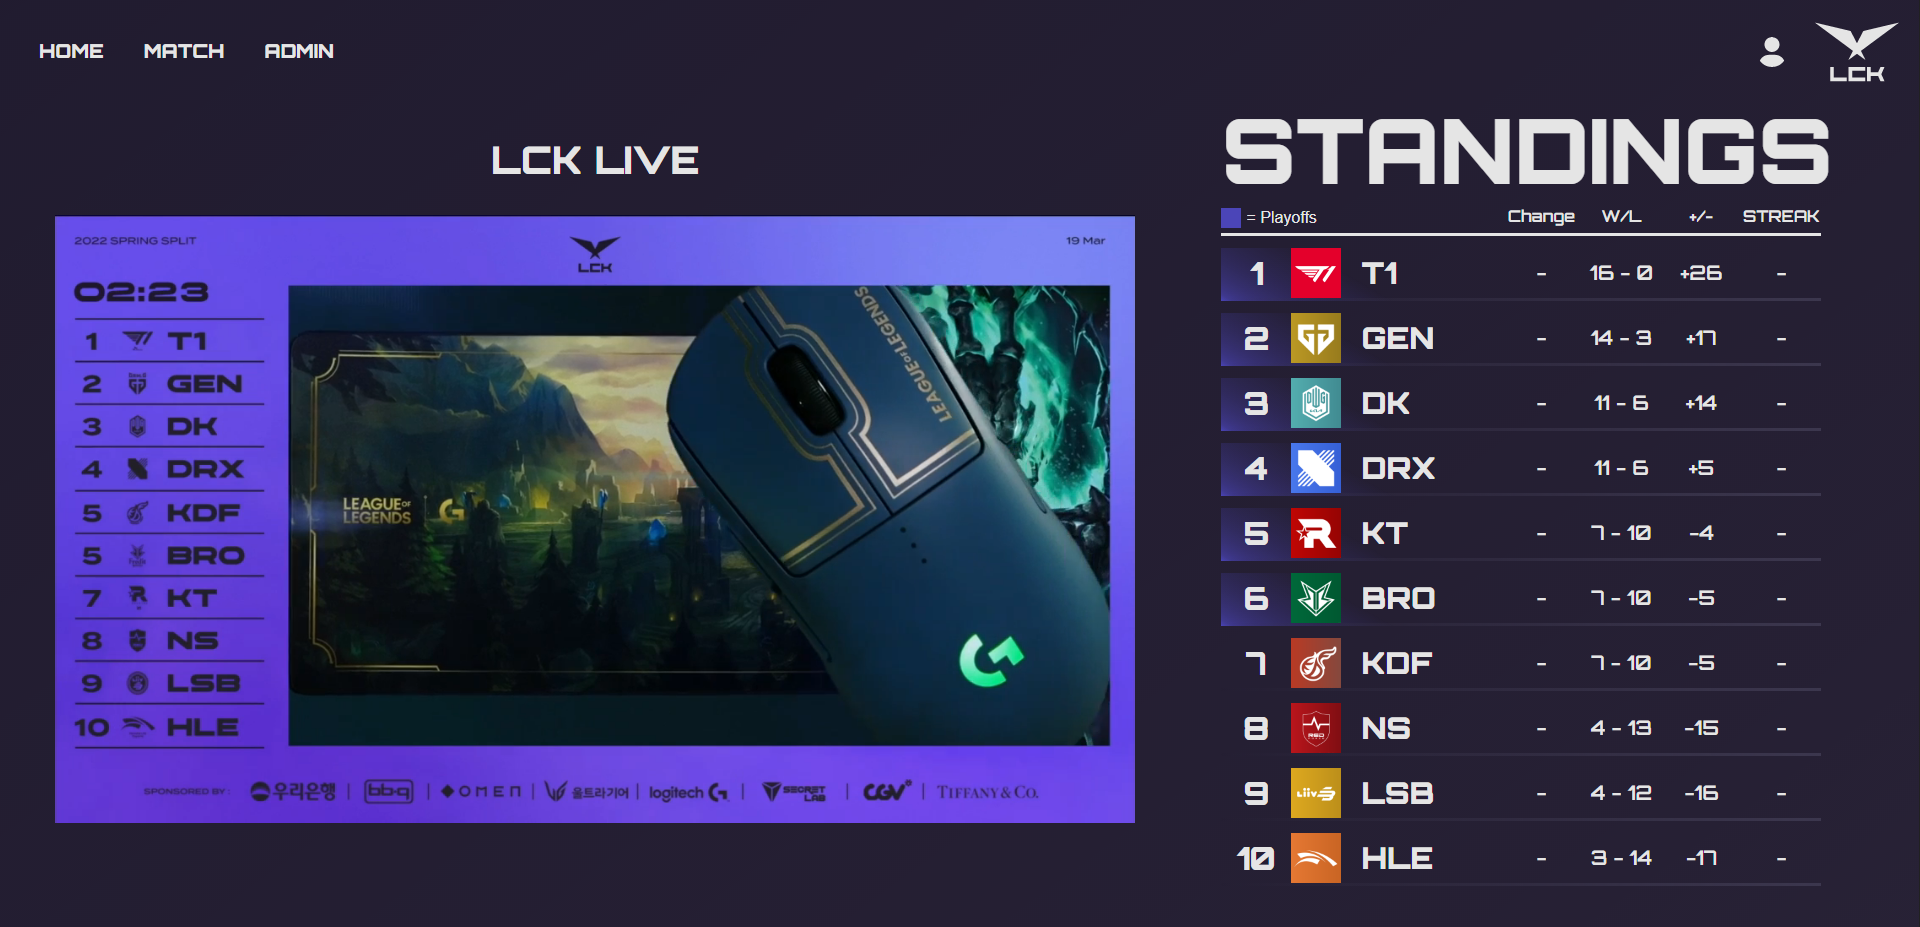 HOME MATCH ADMIN
LCK
LCK LIVE
2022 SPRING SPLIT
LCK
19 Mar
02:23
1 T1
2 GEN
3 DK
4 DRX
5 KDF
5 BRO
7 KT
8 NS
9 LSB
10 HLE
LEAGUE OF LEGENDS
LEAGUE OF
LEGENDS
SPONSORED BY : 우리은행 | bb.q | OMEN | 울트라기어 | logitech G | SECRET LAB | CGV | TIFFANY & CO.
STANDINGS
= Playoffs Change W/L +/- STREAK
1 T1 - 16 - 0 +26 -
2 GEN - 14 - 3 +17 -
3 DK - 11 - 6 +14 -
4 DRX - 11 - 6 +5 -
5 KT - 7 - 10 -4 -
6 BRO - 7 - 10 -5 -
7 KDF - 7 - 10 -5 -
8 NS - 4 - 13 -15 -
9 Liiv LSB - 4 - 12 -16 -
10 HLE - 3 - 14 -17 -